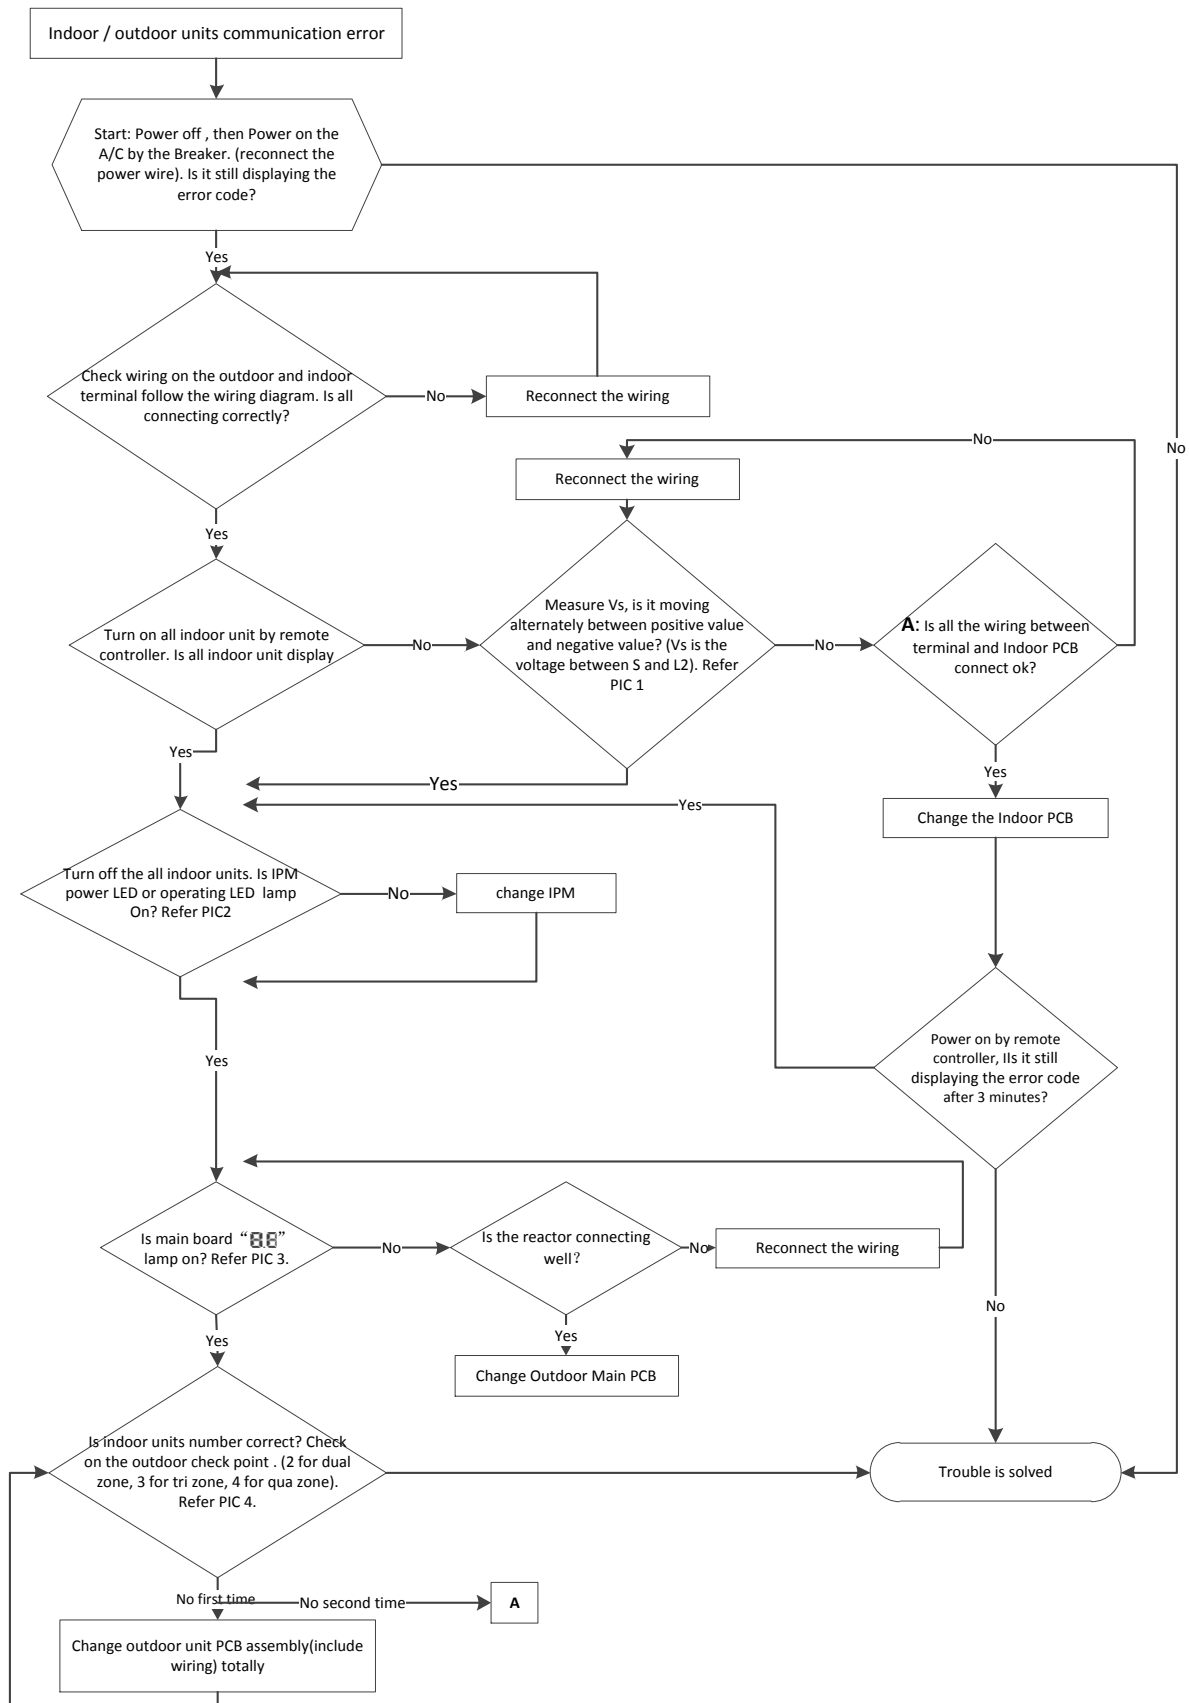 Indoor / outdoor units communication error
Start: Power off , then Power on the
A/C by the Breaker. (reconnect the
power wire). Is it still displaying the
error code?
Yes
No
Check wiring on the outdoor and indoor
terminal follow the wiring diagram. Is all
connecting correctly?
No
Reconnect the wiring
Yes
No
Reconnect the wiring
Turn on all indoor unit by remote
controller. Is all indoor unit display
No
Measure Vs, is it moving
alternately between positive value
and negative value? (Vs is the
voltage between S and L2). Refer
PIC 1
No
A: Is all the wiring between
terminal and Indoor PCB
connect ok?
Yes
Yes
Yes
Yes
Change the Indoor PCB
Turn off the all indoor units. Is IPM
power LED or operating LED lamp
On? Refer PIC2
No
change IPM
Yes
Power on by remote
controller, IIs it still
displaying the error code
after 3 minutes?
No
Is main board “8.8”
lamp on? Refer PIC 3.
No
Is the reactor connecting
well？
No
Reconnect the wiring
Yes
Yes
Change Outdoor Main PCB
Is indoor units number correct? Check
on the outdoor check point . (2 for dual
zone, 3 for tri zone, 4 for qua zone).
Refer PIC 4.
Trouble is solved
No first time
No second time
A
Change outdoor unit PCB assembly(include
wiring) totally